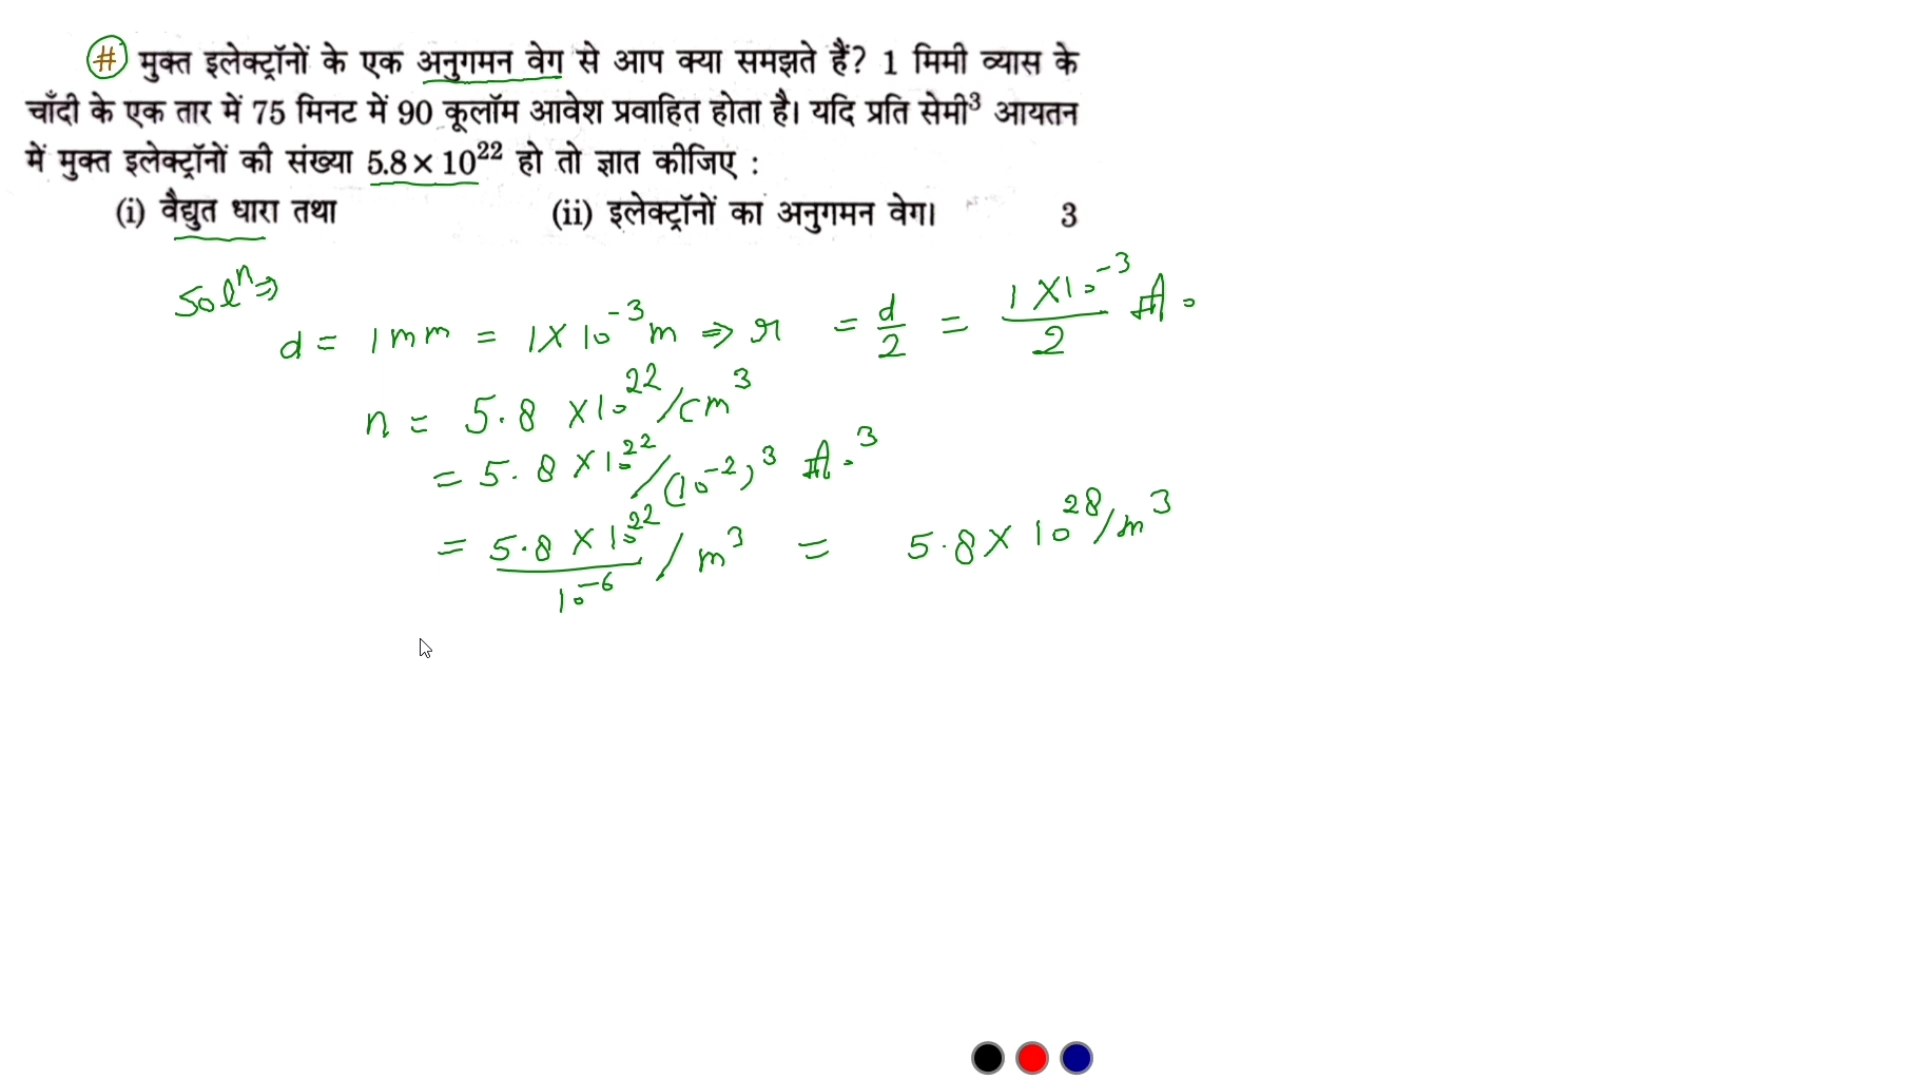 # मुक्त इलेक्ट्रॉनों के एक अनुगमन वेग से आप क्या समझते हैं? 1 मिमी व्यास के
चाँदी के एक तार में 75 मिनट में 90 कूलॉम आवेश प्रवाहित होता है। यदि प्रति सेमी³ आयतन
में मुक्त इलेक्ट्रॉनों की संख्या 5.8 × 10²² हो तो ज्ञात कीजिए :
(i) वैद्युत धारा तथा (ii) इलेक्ट्रॉनों का अनुगमन वेग। 3
Solⁿ ⇒
d = 1 mm = 1 × 10⁻³ m ⇒ r = d/2 = 1 × 10⁻³/2 मी.
n = 5.8 × 10²²/cm³
= 5.8 × 10²²/(10⁻²)³ मी.³
= 5.8 × 10²²/10⁻⁶ / m³ = 5.8 × 10²⁸/m³